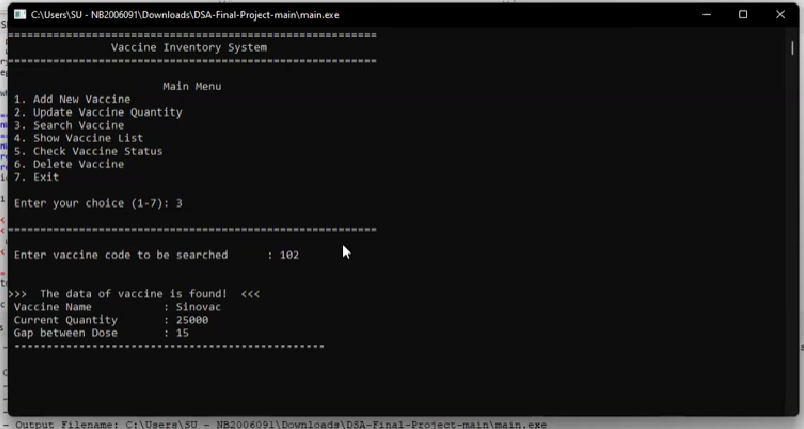 C:\Users\SU - NB2006091\Downloads\DSA-Final-Project-main\main.exe
=========================================================
Vaccine Inventory System
=========================================================
Main Menu
1. Add New Vaccine
2. Update Vaccine Quantity
3. Search Vaccine
4. Show Vaccine List
5. Check Vaccine Status
6. Delete Vaccine
7. Exit
Enter your choice (1-7): 3
=========================================================
Enter vaccine code to be searched : 102
>>> The data of vaccine is found! <<<
Vaccine Name : Sinovac
Current Quantity : 25000
Gap between Dose : 15
------------------------------------------------
- Output Filename: C:\Users\SU - NB2006091\Downloads\DSA-Final-Project-main\main.exe